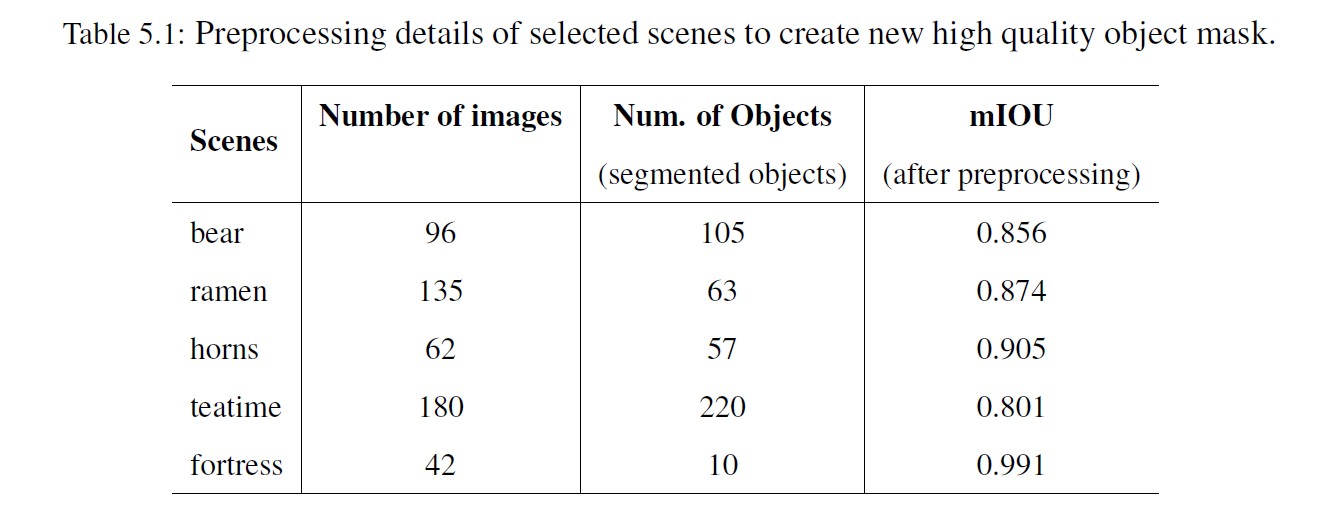 Table 5.1: Preprocessing details of selected scenes to create new high quality object mask.
Scenes Number of images Num. of Objects mIOU
(segmented objects) (after preprocessing)
bear 96 105 0.856
ramen 135 63 0.874
horns 62 57 0.905
teatime 180 220 0.801
fortress 42 10 0.991